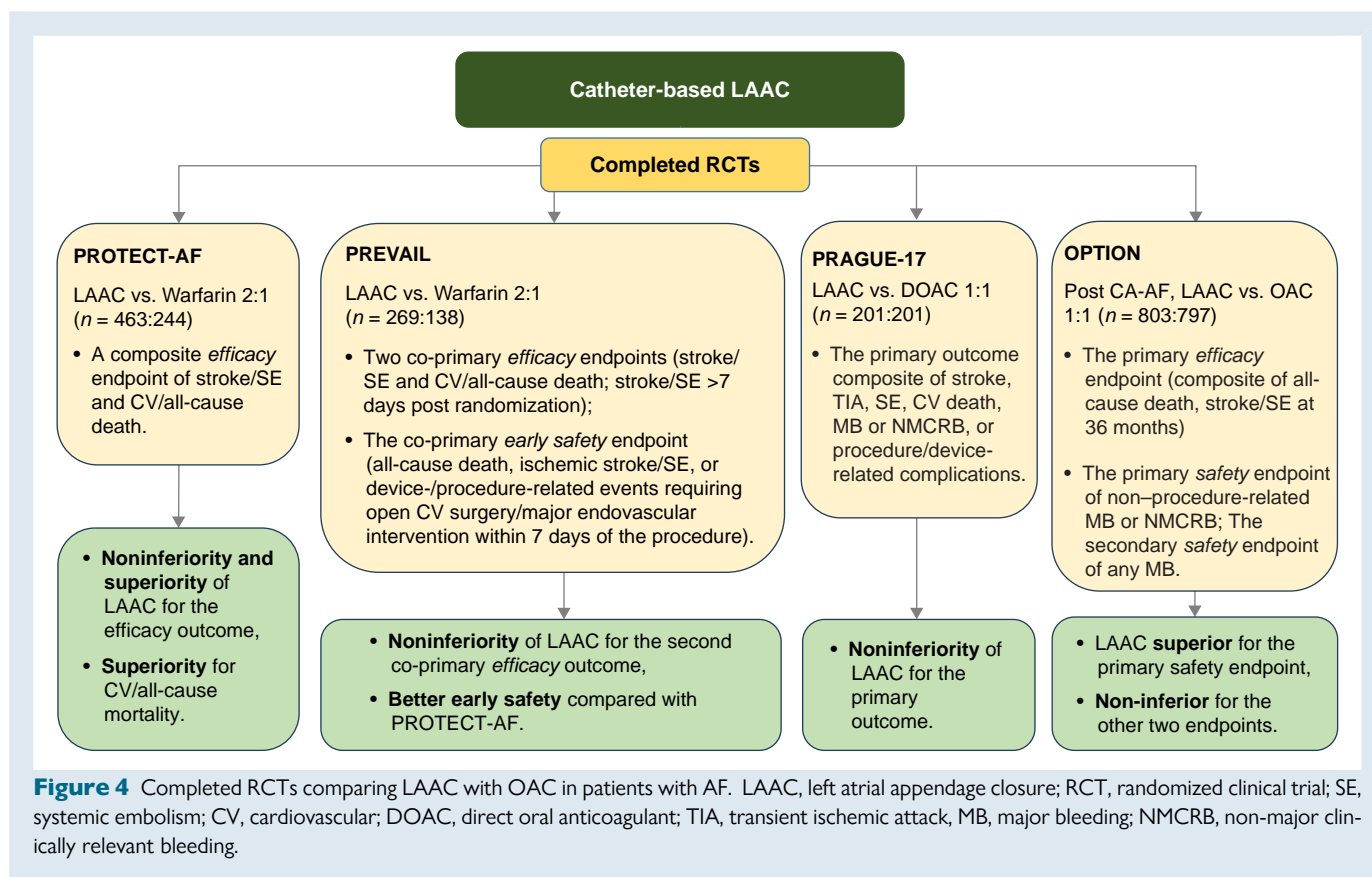 Catheter-based LAAC
Completed RCTs
PROTECT-AF
LAAC vs. Warfarin 2:1
(n = 463:244)
• A composite efficacy
endpoint of stroke/SE
and CV/all-cause
death.
• Noninferiority and
superiority of
LAAC for the
efficacy outcome,
• Superiority for
CV/all-cause
mortality.
PREVAIL
LAAC vs. Warfarin 2:1
(n = 269:138)
• Two co-primary efficacy endpoints (stroke/
SE and CV/all-cause death; stroke/SE >7
days post randomization);
• The co-primary early safety endpoint
(all-cause death, ischemic stroke/SE, or
device-/procedure-related events requiring
open CV surgery/major endovascular
intervention within 7 days of the procedure).
• Noninferiority of LAAC for the second
co-primary efficacy outcome,
• Better early safety compared with
PROTECT-AF.
PRAGUE-17
LAAC vs. DOAC 1:1
(n = 201:201)
• The primary outcome
composite of stroke,
TIA, SE, CV death,
MB or NMCRB, or
procedure/device-
related complications.
• Noninferiority of
LAAC for the
primary
outcome.
OPTION
Post CA-AF, LAAC vs. OAC
1:1 (n = 803:797)
• The primary efficacy
endpoint (composite of all-
cause death, stroke/SE at
36 months)
• The primary safety endpoint
of non–procedure-related
MB or NMCRB; The
secondary safety endpoint
of any MB.
• LAAC superior for the
primary safety endpoint,
• Non-inferior for the
other two endpoints.
Figure 4 Completed RCTs comparing LAAC with OAC in patients with AF. LAAC, left atrial appendage closure; RCT, randomized clinical trial; SE,
systemic embolism; CV, cardiovascular; DOAC, direct oral anticoagulant; TIA, transient ischemic attack, MB, major bleeding; NMCRB, non-major clin-
ically relevant bleeding.